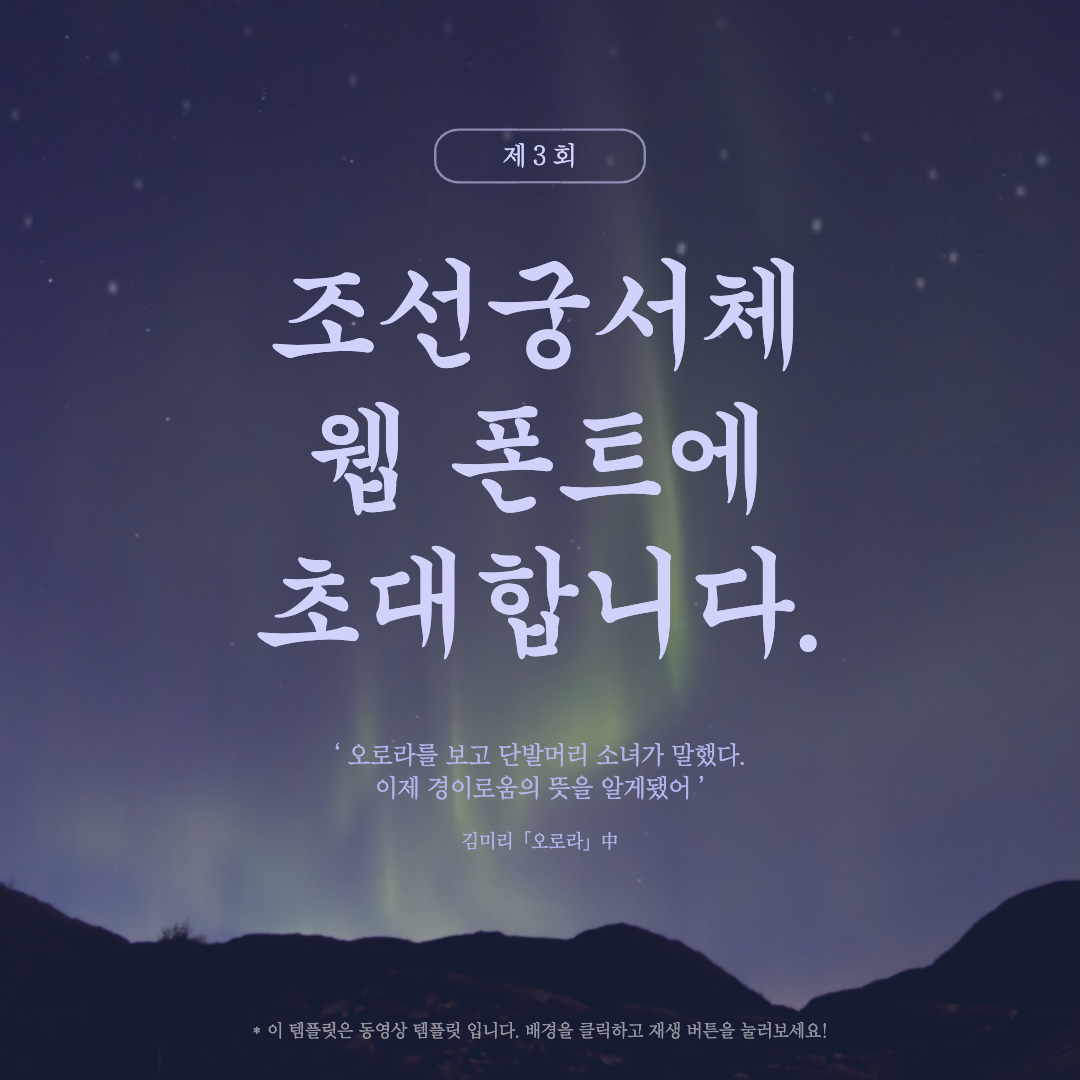 제 3 회
조선궁서체
웹 폰트에
초대합니다.
‘ 오로라를 보고 단발머리 소녀가 말했다.
이제 경이로움의 뜻을 알게됐어 ’
김미리「오로라」中
* 이 템플릿은 동영상 템플릿 입니다. 배경을 클릭하고 재생 버튼을 눌러보세요!